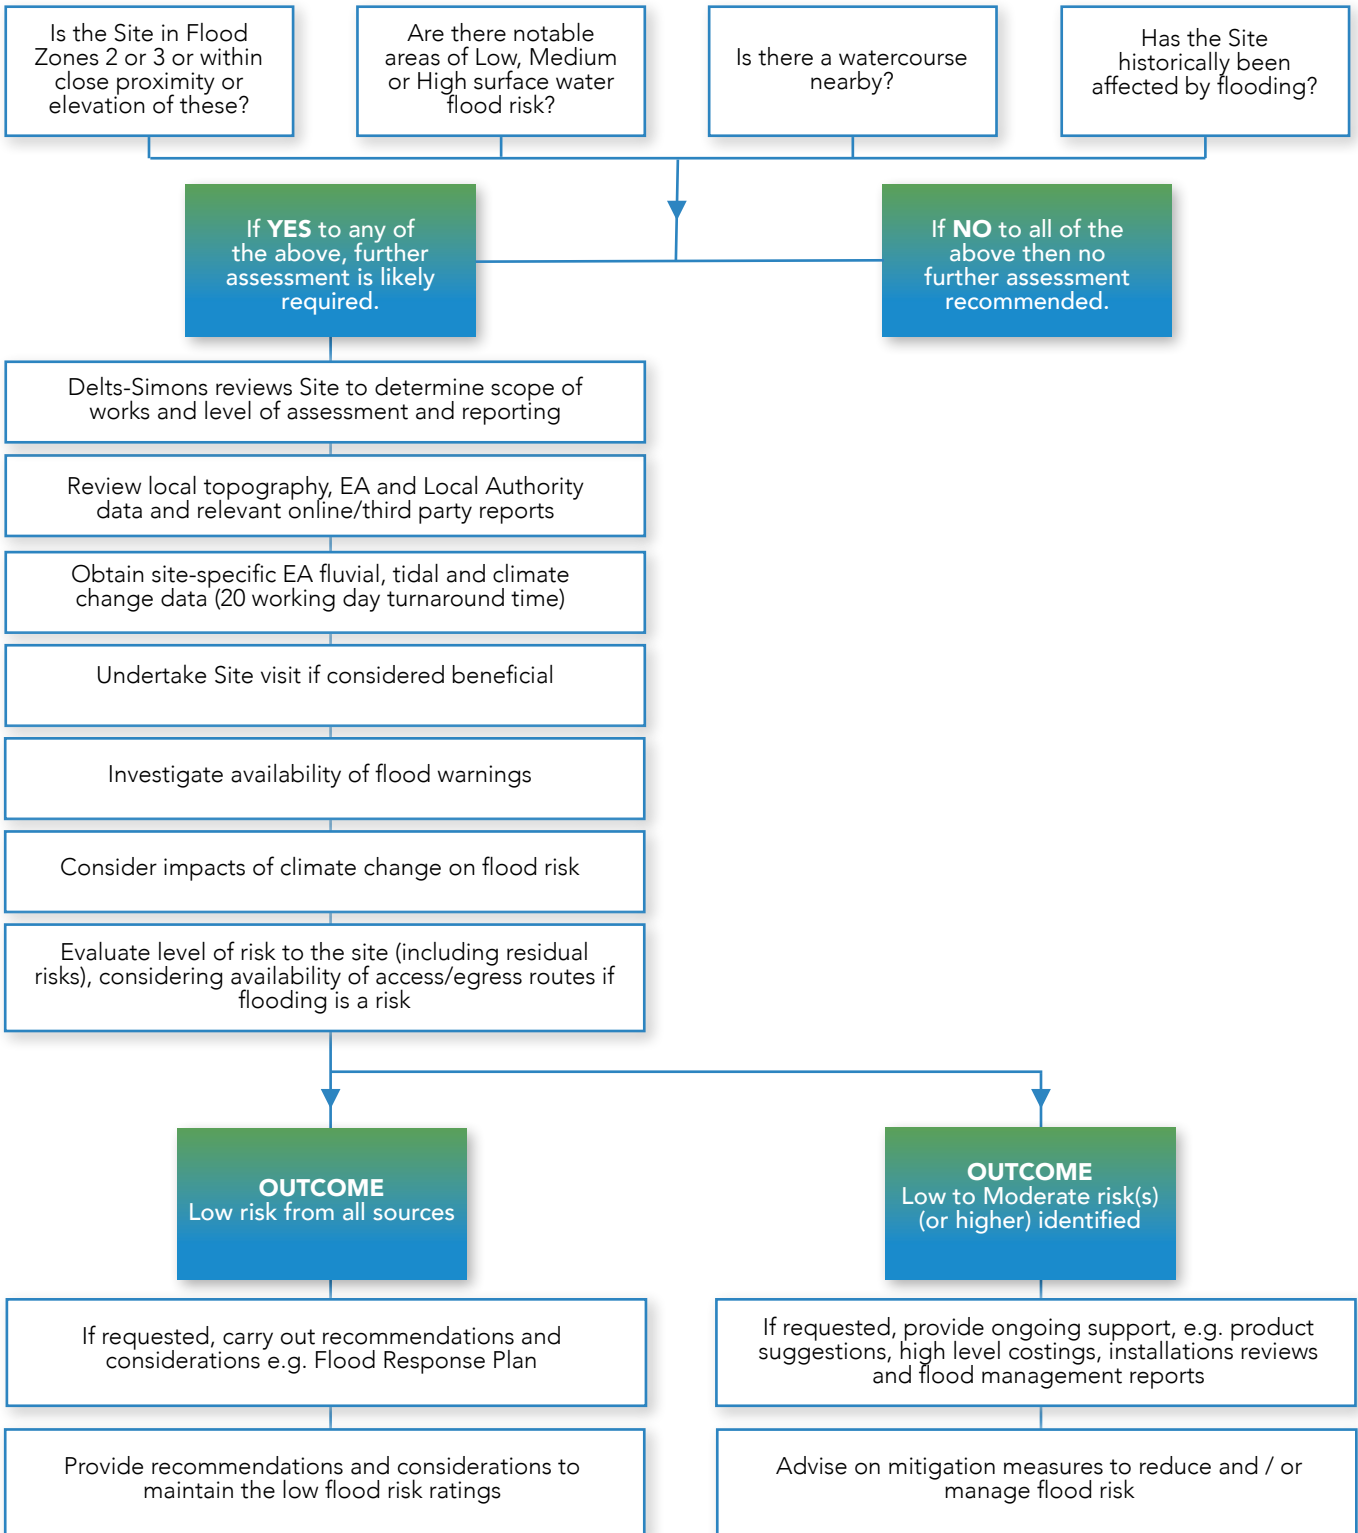 Is the Site in Flood
Zones 2 or 3 or within
close proximity or
elevation of these?
Are there notable
areas of Low, Medium
or High surface water
flood risk?
Is there a watercourse
nearby?
Has the Site
historically been
affected by flooding?
If YES to any of
the above, further
assessment is likely
required.
If NO to all of the
above then no
further assessment
recommended.
Delts-Simons reviews Site to determine scope of
works and level of assessment and reporting
Review local topography, EA and Local Authority
data and relevant online/third party reports
Obtain site-specific EA fluvial, tidal and climate
change data (20 working day turnaround time)
Undertake Site visit if considered beneficial
Investigate availability of flood warnings
Consider impacts of climate change on flood risk
Evaluate level of risk to the site (including residual
risks), considering availability of access/egress routes if
flooding is a risk
OUTCOME
Low risk from all sources
OUTCOME
Low to Moderate risk(s)
(or higher) identified
If requested, carry out recommendations and
considerations e.g. Flood Response Plan
If requested, provide ongoing support, e.g. product
suggestions, high level costings, installations reviews
and flood management reports
Provide recommendations and considerations to
maintain the low flood risk ratings
Advise on mitigation measures to reduce and / or
manage flood risk